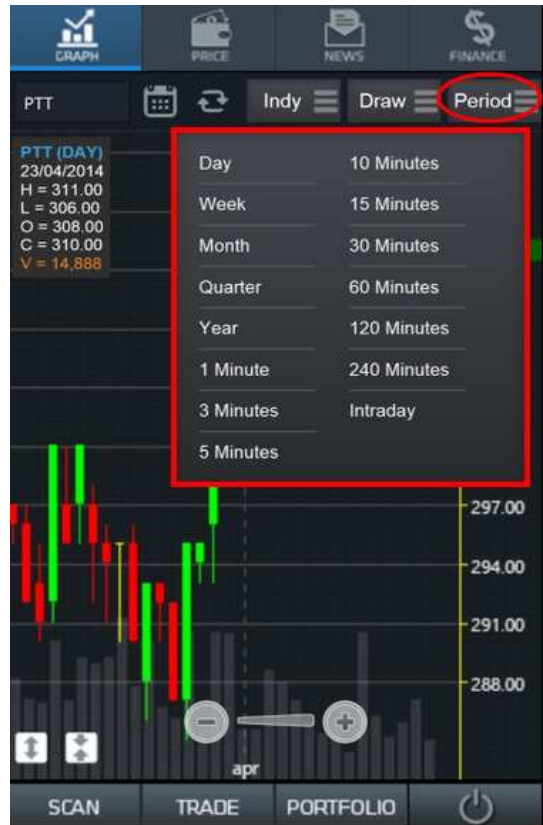 GRAPH PRICE NEWS FINANCE
PTT Indy Draw Period
PTT (DAY)
23/04/2014
H = 311.00
L = 306.00
O = 308.00
C = 310.00
V = 14,888
Day
Week
Month
Quarter
Year
1 Minute
3 Minutes
5 Minutes
10 Minutes
15 Minutes
30 Minutes
60 Minutes
120 Minutes
240 Minutes
Intraday
297.00
294.00
291.00
288.00
apr
SCAN TRADE PORTFOLIO